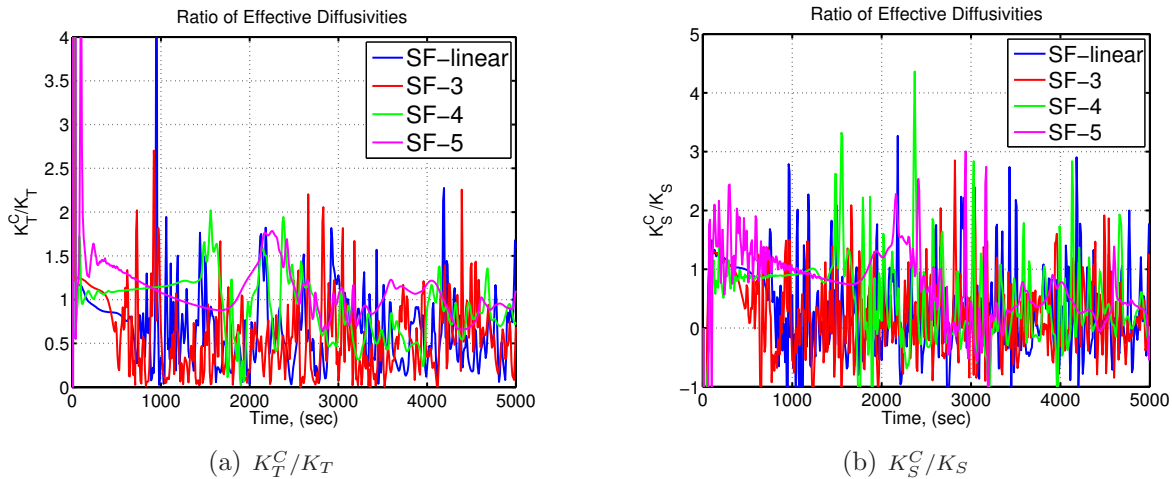 Ratio of Effective Diffusivities
4
3.5
3
2.5
2
1.5
1
0.5
0
K_T^C/K_T
SF−linear
SF−3
SF−4
SF−5
0 1000 2000 3000 4000 5000
Time, (sec)
(a) K_T^C/K_T
Ratio of Effective Diffusivities
5
4
3
2
1
0
−1
K_S^C/K_S
SF−linear
SF−3
SF−4
SF−5
0 1000 2000 3000 4000 5000
Time, (sec)
(b) K_S^C/K_S